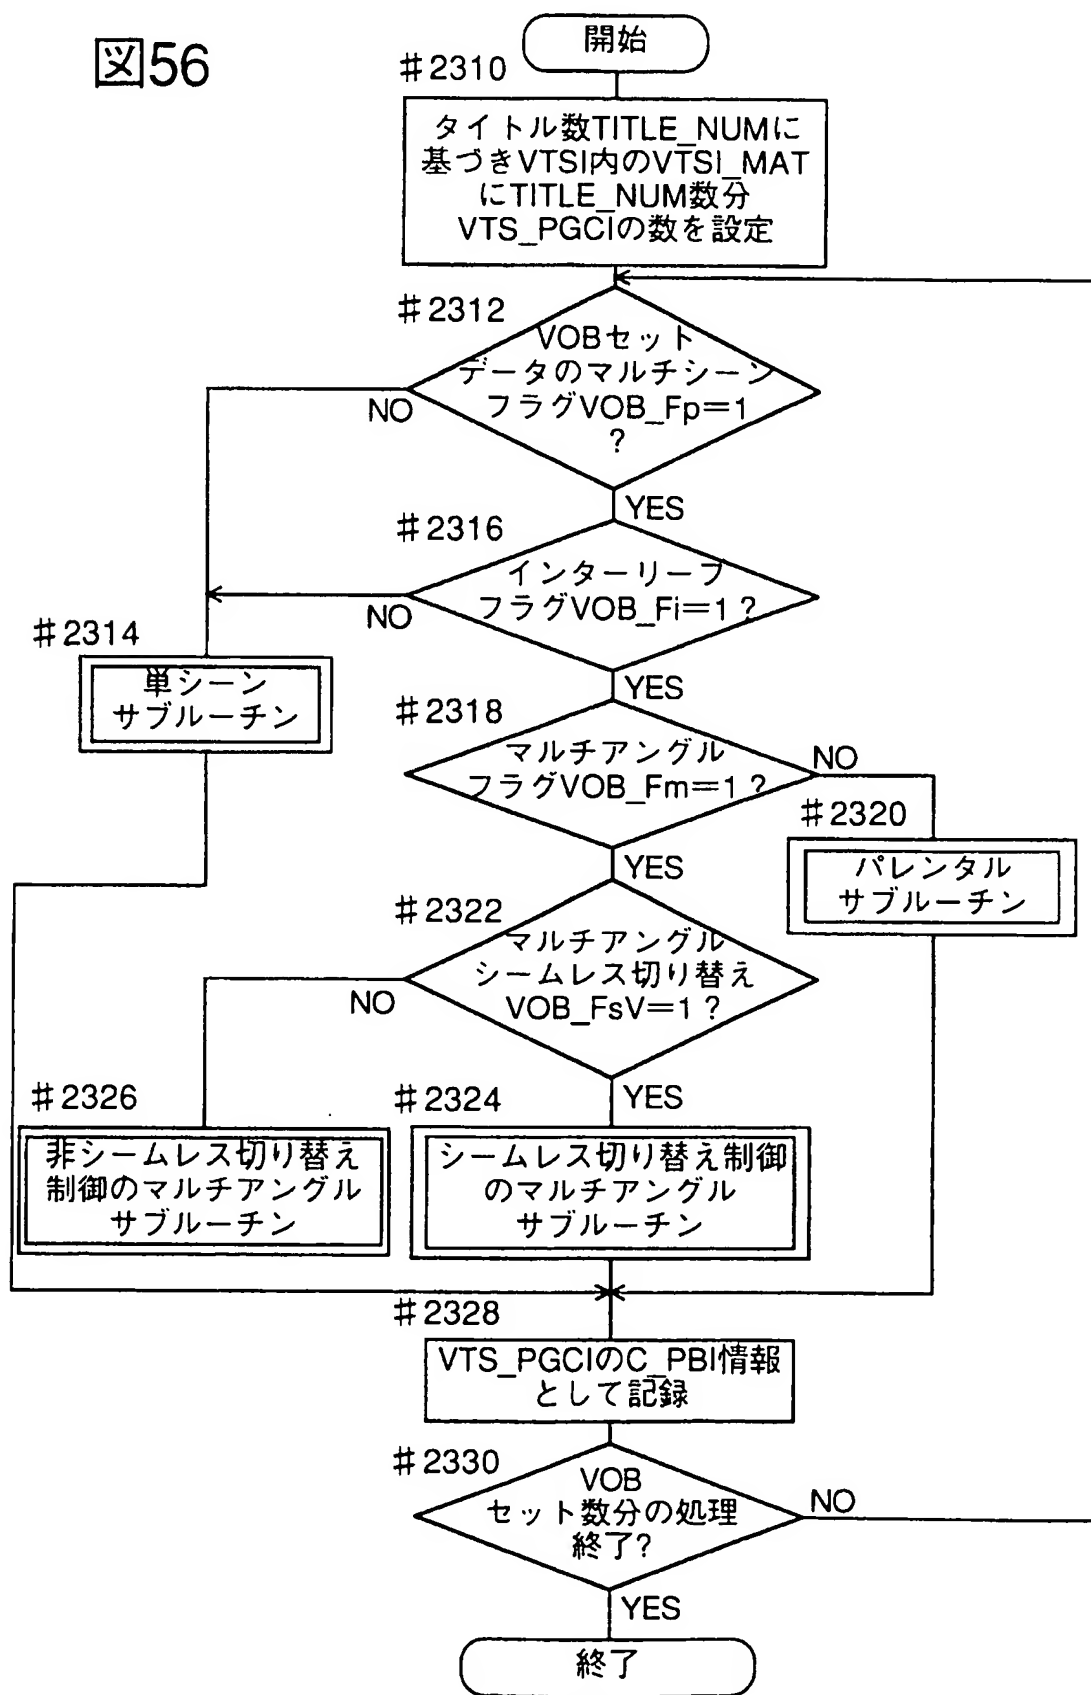 図56
開始
#2310
タイトル数TITLE_NUMに
基づきVTSI内のVTSI_MAT
にTITLE_NUM数分
VTS_PGCIの数を設定
#2312
VOBセット
データのマルチシーン
フラグVOB_Fp=1
?
NO
YES
#2316
インターリーブ
フラグVOB_Fi=1?
NO
YES
#2314
単シーン
サブルーチン
#2318
マルチアングル
フラグVOB_Fm=1?
NO
YES
#2320
パレンタル
サブルーチン
#2322
マルチアングル
シームレス切り替え
VOB_FsV=1?
NO
YES
#2326
非シームレス切り替え
制御のマルチアングル
サブルーチン
#2324
シームレス切り替え制御
のマルチアングル
サブルーチン
#2328
VTS_PGCIのC_PBI情報
として記録
#2330
VOB
セット数分の処理
終了?
NO
YES
終了